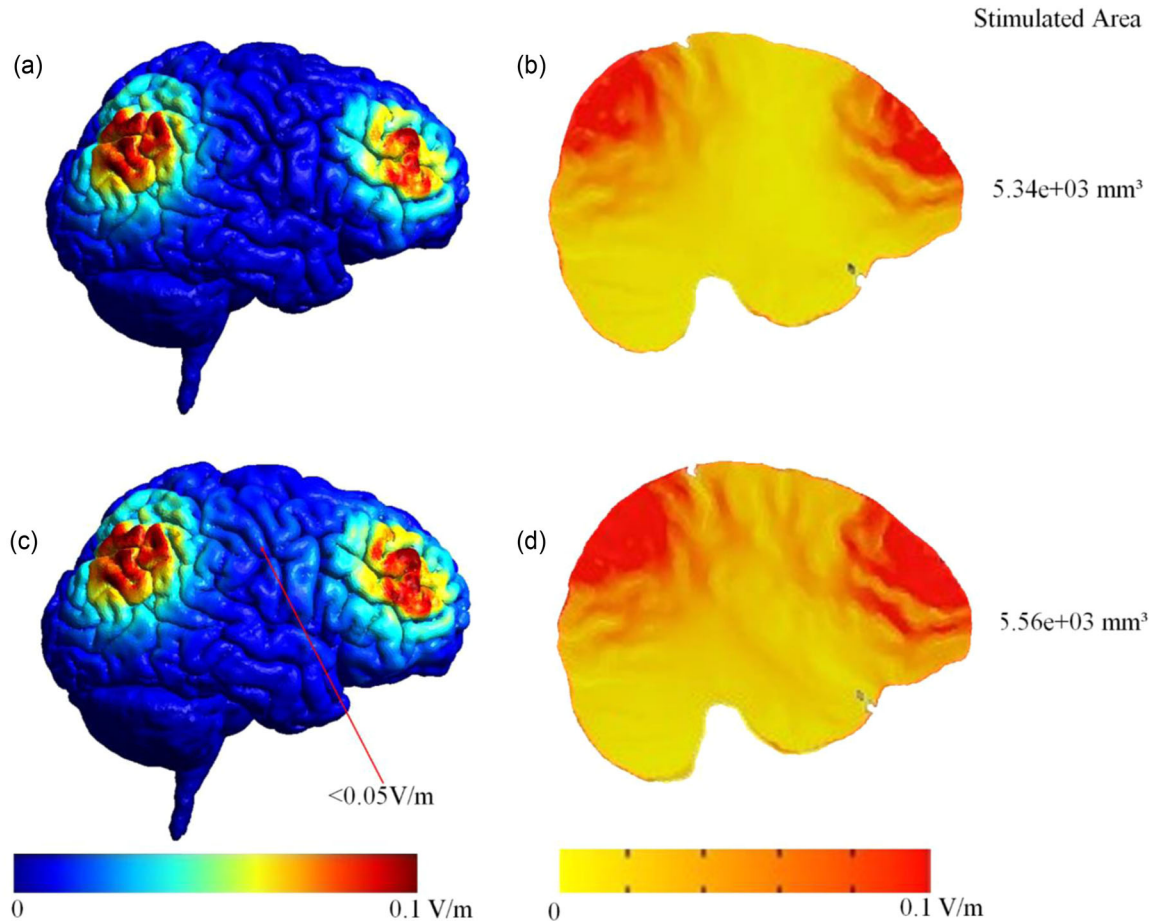 Stimulated Area
(a)
(b)
5.34e+03 mm³
(c)
(d)
5.56e+03 mm³
<0.05V/m
0
0.1 V/m
0
0.1 V/m